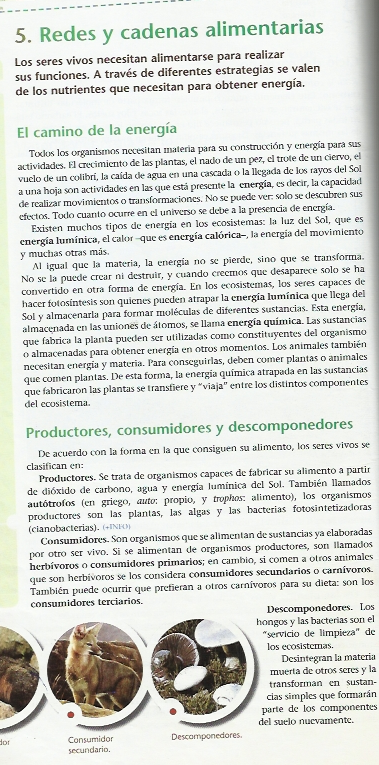 5. Redes y cadenas alimentarias
Los seres vivos necesitan alimentarse para realizar
sus funciones. A través de diferentes estrategias se valen
de los nutrientes que necesitan para obtener energía.
El camino de la energía
Todos los organismos necesitan materia para su construcción y energía para sus
actividades. El crecimiento de las plantas, el nado de un pez, el trote de un ciervo, el
vuelo de un colibrí, la caída de agua en una cascada o la llegada de los rayos del Sol
a una hoja son actividades en las que está presente la energía, es decir, la capacidad
de realizar movimientos o transformaciones. No se puede ver: solo se descubren sus
efectos. Todo cuanto ocurre en el universo se debe a la presencia de energía.
Existen muchos tipos de energía en los ecosistemas: la luz del Sol, que es
energía lumínica, el calor –que es energía calórica–, la energía del movimiento
y muchas otras más.
Al igual que la materia, la energía no se pierde, sino que se transforma.
No se la puede crear ni destruir, y cuando creemos que desaparece solo se ha
convertido en otra forma de energía. En los ecosistemas, los seres capaces de
hacer fotosíntesis son quienes pueden atrapar la energía lumínica que llega del
Sol y almacenarla para formar moléculas de diferentes sustancias. Esta energía,
almacenada en las uniones de átomos, se llama energía química. Las sustancias
que fabrica la planta pueden ser utilizadas como constituyentes del organismo
o almacenadas para obtener energía en otros momentos. Los animales también
necesitan energía y materia. Para conseguirlas, deben comer plantas o animales
que comen plantas. De esta forma, la energía química atrapada en las sustancias
que fabricaron las plantas se transfiere y “viaja” entre los distintos componentes
del ecosistema.
Productores, consumidores y descomponedores
De acuerdo con la forma en la que consiguen su alimento, los seres vivos se
clasifican en:
Productores. Se trata de organismos capaces de fabricar su alimento a partir
de dióxido de carbono, agua y energía lumínica del Sol. También llamados
autótrofos (en griego, auto: propio, y trophos: alimento), los organismos
productores son las plantas, las algas y las bacterias fotosintetizadoras
(cianobacterias). (+INFO)
Consumidores. Son organismos que se alimentan de sustancias ya elaboradas
por otro ser vivo. Si se alimentan de organismos productores, son llamados
herbívoros o consumidores primarios; en cambio, si comen a otros animales
que son herbívoros se los considera consumidores secundarios o carnívoros.
También puede ocurrir que prefieran a otros carnívoros para su dieta: son los
consumidores terciarios.
Descomponedores. Los
hongos y las bacterias son el
“servicio de limpieza” de
los ecosistemas.
Desintegran la materia
muerta de otros seres y la
transforman en sustan-
cias simples que formarán
parte de los componentes
del suelo nuevamente.
dor
Consumidor
secundario.
Descomponedores.